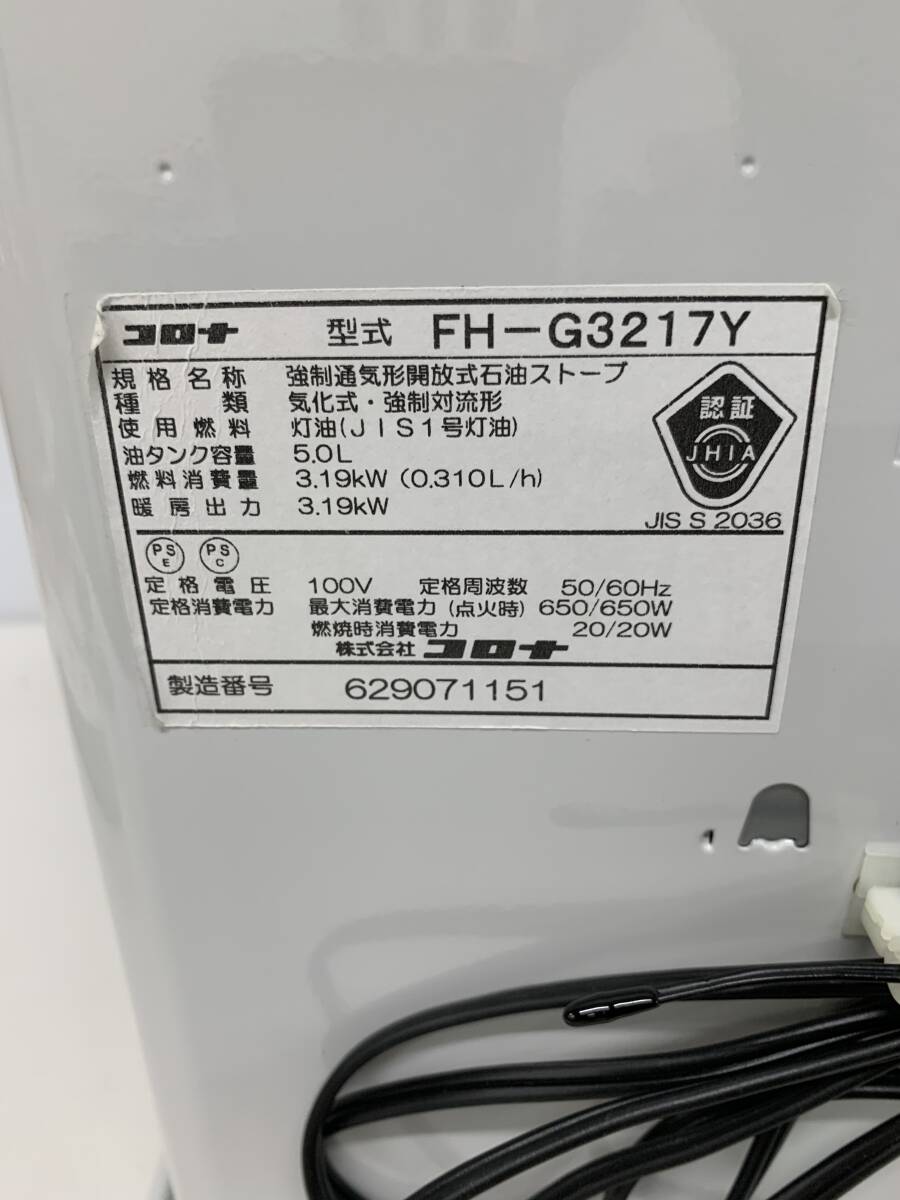 コロナ 型式 FH-G3217Y
規格名称 強制通気形開放式石油ストーブ
種類 気化式・強制対流形
使用燃料 灯油(JIS1号灯油)
油タンク容量 5.0L
燃料消費量 3.19kW (0.310L/h)
暖房出力 3.19kW
認証
JHIA
JIS S 2036
PS E PS C
定格電圧 100V 定格周波数 50/60Hz
定格消費電力 最大消費電力(点火時) 650/650W
燃焼時消費電力 20/20W
株式会社コロナ
製造番号 629071151